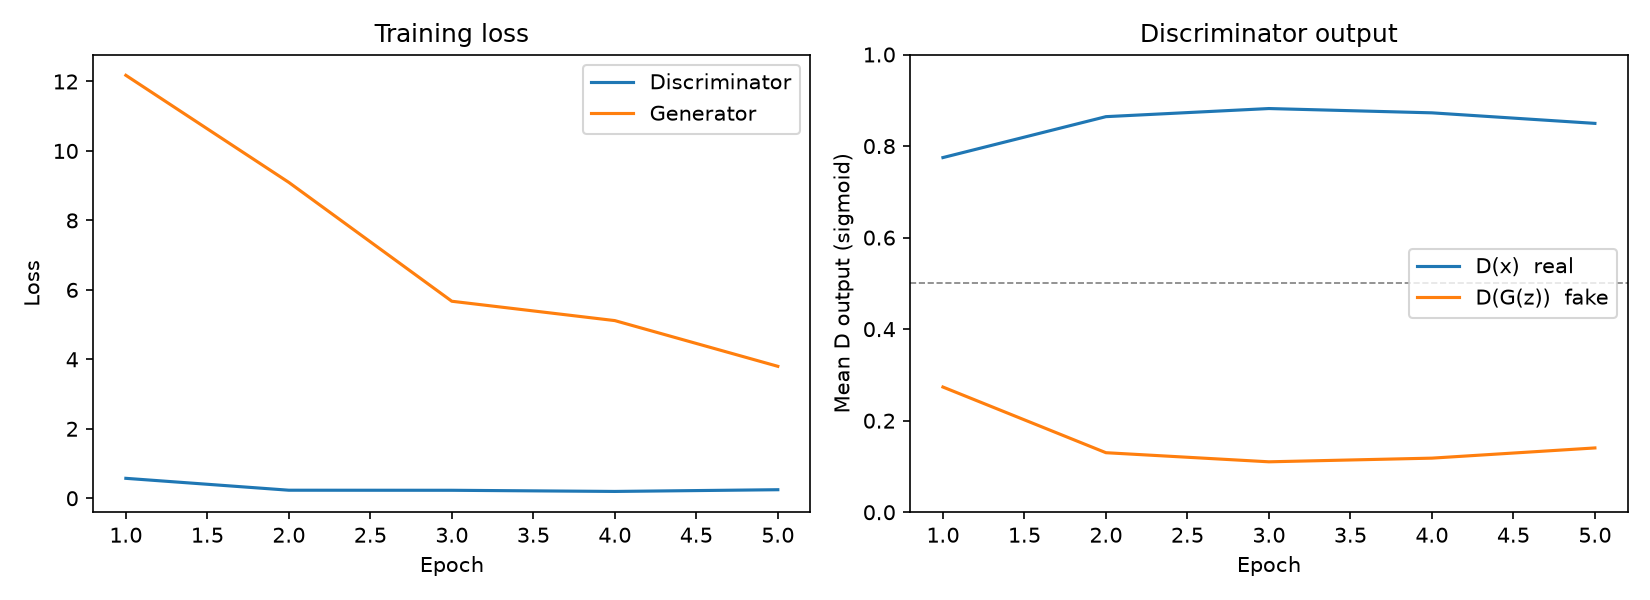 Training loss
12
10
8
6
4
2
0
Loss
Discriminator
Generator
1.0 1.5 2.0 2.5 3.0 3.5 4.0 4.5 5.0
Epoch
Discriminator output
1.0
0.8
0.6
0.4
0.2
0.0
Mean D output (sigmoid)
D(x)  real
D(G(z))  fake
1.0 1.5 2.0 2.5 3.0 3.5 4.0 4.5 5.0
Epoch